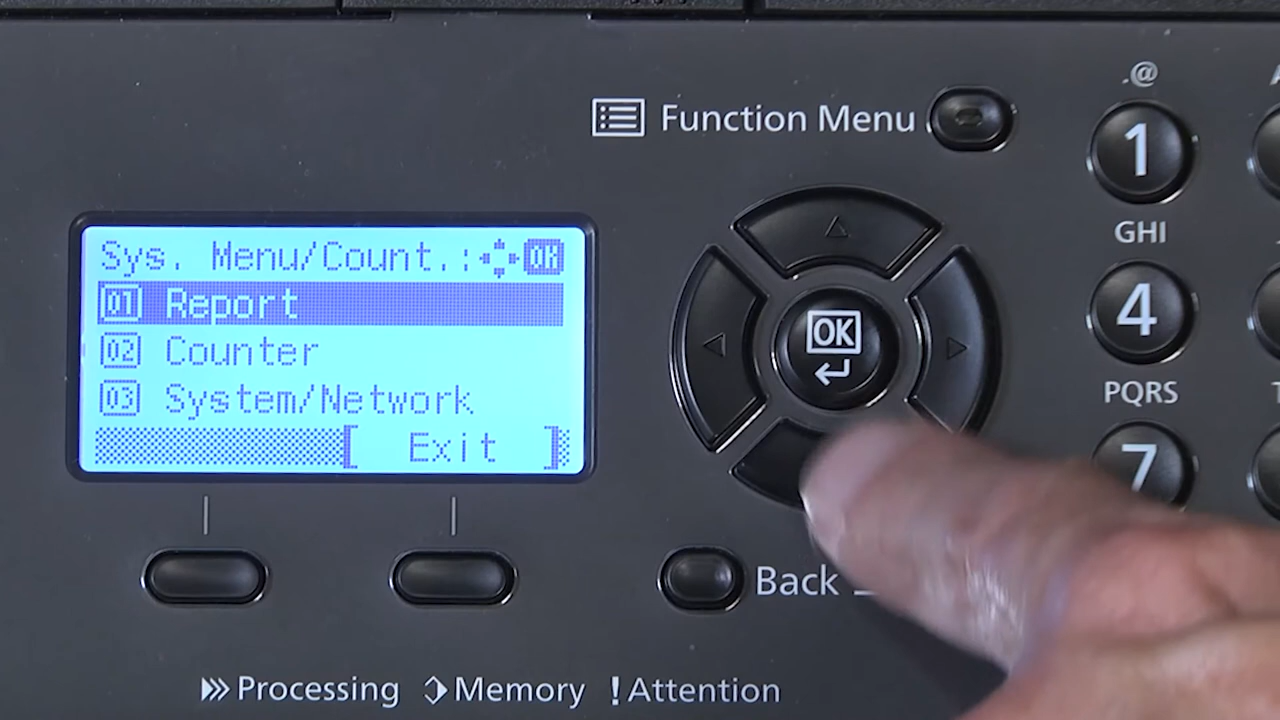 Function Menu
.@
1
GHI
4
PQRS
7
Sys. Menu/Count.: OK
01 Report
02 Counter
03 System/Network
[ Exit ]
OK
Back
Processing
Memory
!Attention